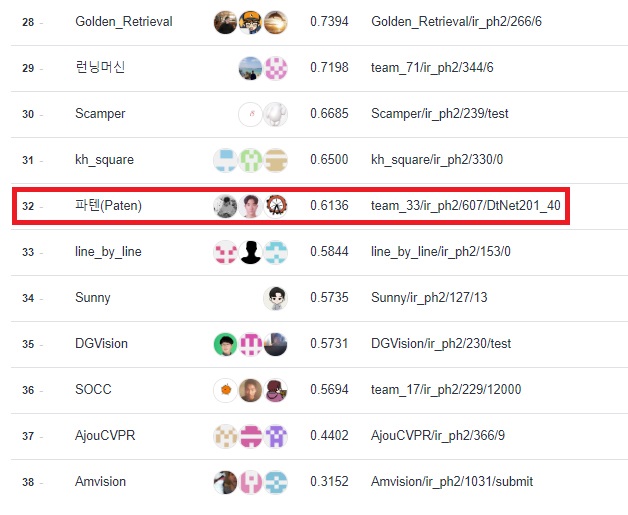 28 – Golden_Retrieval 0.7394 Golden_Retrieval/ir_ph2/266/6
29 – 런닝머신 0.7198 team_71/ir_ph2/344/6
30 – Scamper 0.6685 Scamper/ir_ph2/239/test
31 – kh_square 0.6500 kh_square/ir_ph2/330/0
32 – 파텐(Paten) 0.6136 team_33/ir_ph2/607/DtNet201_40
33 – line_by_line 0.5844 line_by_line/ir_ph2/153/0
34 – Sunny 0.5735 Sunny/ir_ph2/127/13
35 – DGVision 0.5731 DGVision/ir_ph2/230/test
36 – SOCC 0.5694 team_17/ir_ph2/229/12000
37 – AjouCVPR 0.4402 AjouCVPR/ir_ph2/366/9
38 – Amvision 0.3152 Amvision/ir_ph2/1031/submit